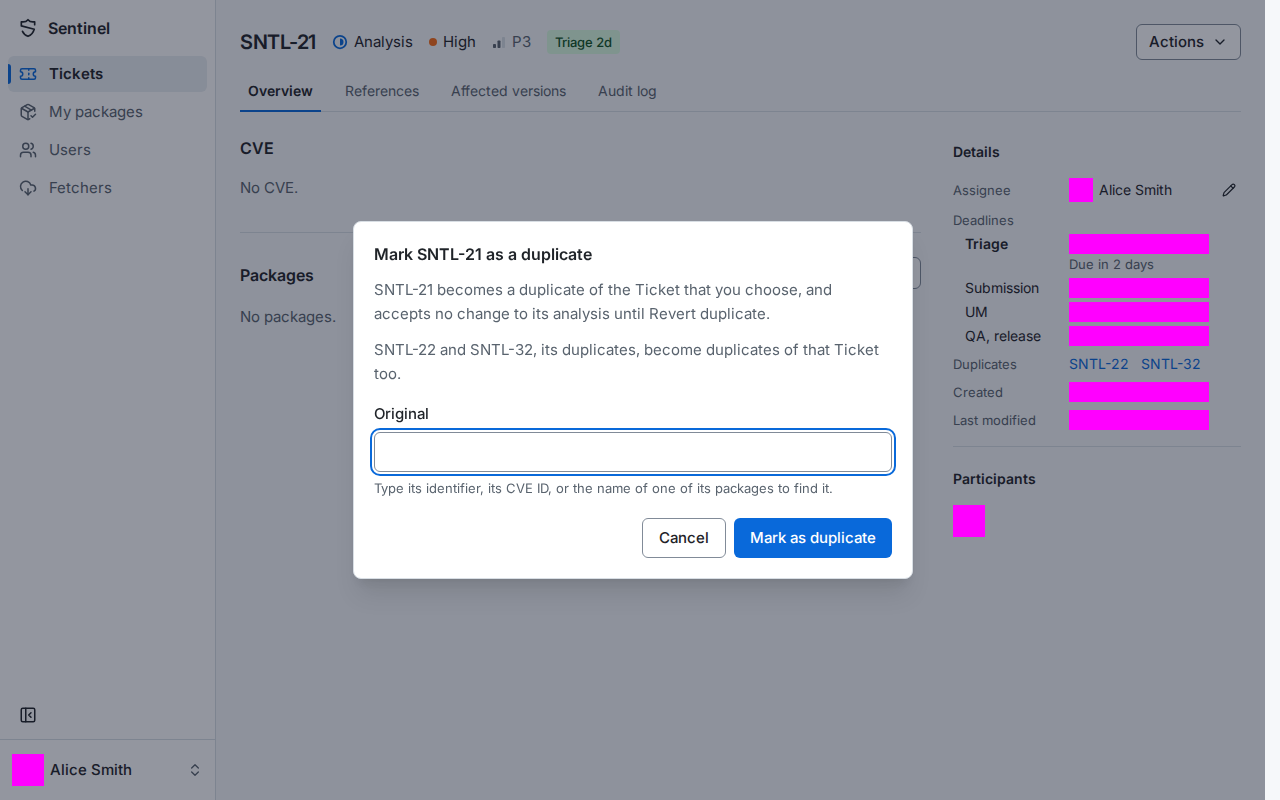 Sentinel
Tickets
My packages
Users
Fetchers
Alice Smith
SNTL-21
Analysis
High
P3
Triage 2d
Actions
Overview
References
Affected versions
Audit log
CVE
No CVE.
Packages
No packages.
Mark SNTL-21 as a duplicate
SNTL-21 becomes a duplicate of the Ticket that you choose, and
accepts no change to its analysis until Revert duplicate.
SNTL-22 and SNTL-32, its duplicates, become duplicates of that Ticket
too.
Original
Type its identifier, its CVE ID, or the name of one of its packages to find it.
Cancel
Mark as duplicate
Details
Assignee
Alice Smith
Deadlines
Triage
Due in 2 days
Submission
UM
QA, release
Duplicates
SNTL-22
SNTL-32
Created
Last modified
Participants